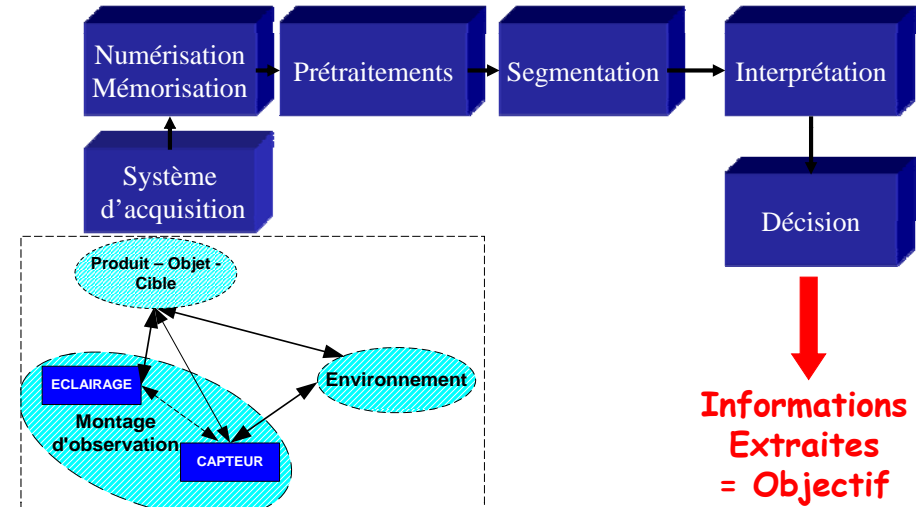 Numérisation
Mémorisation
Prétraitements
Segmentation
Interprétation
Système
d'acquisition
Décision
Produit – Objet -
Cible
ECLAIRAGE
Environnement
Montage
d'observation
CAPTEUR
Informations
Extraites
= Objectif